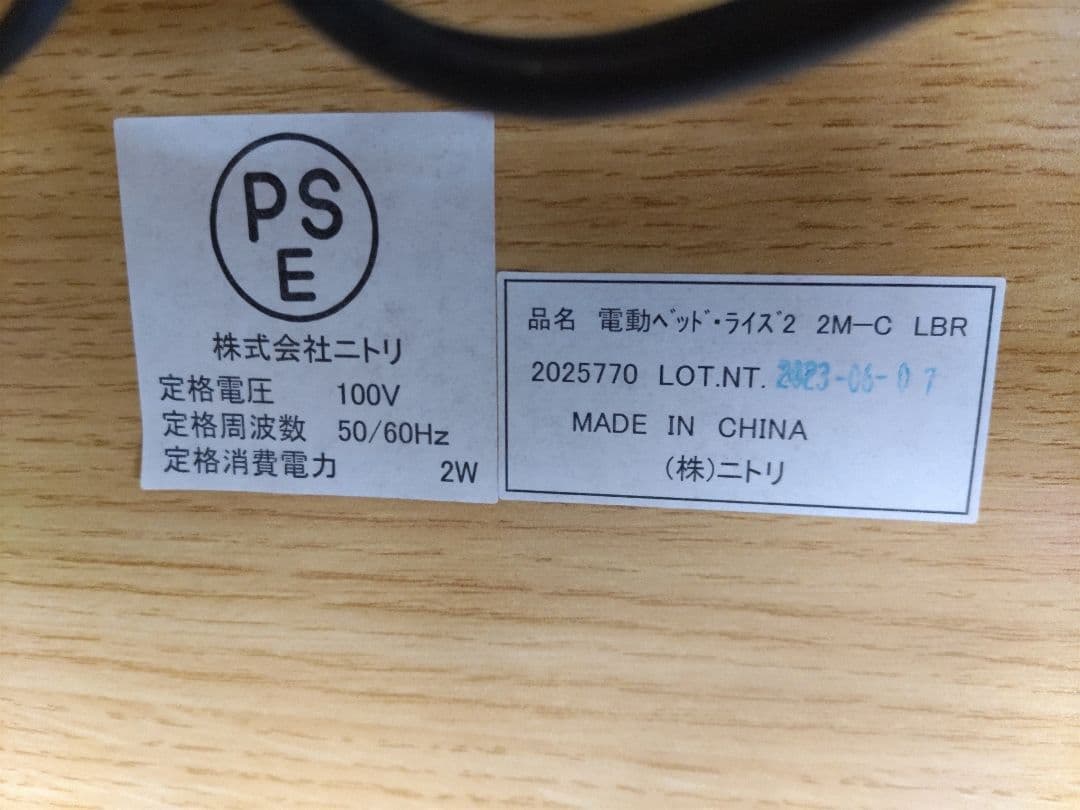 PS
E
株式会社ニトリ
定格電圧 100V
定格周波数 50/60Hz
定格消費電力 2W
品名 電動ﾍﾞｯﾄﾞ・ﾗｲｽﾞ2 2M−C LBR
2025770 LOT.NT. 2023-06-07
MADE IN CHINA
（株）ニトリ